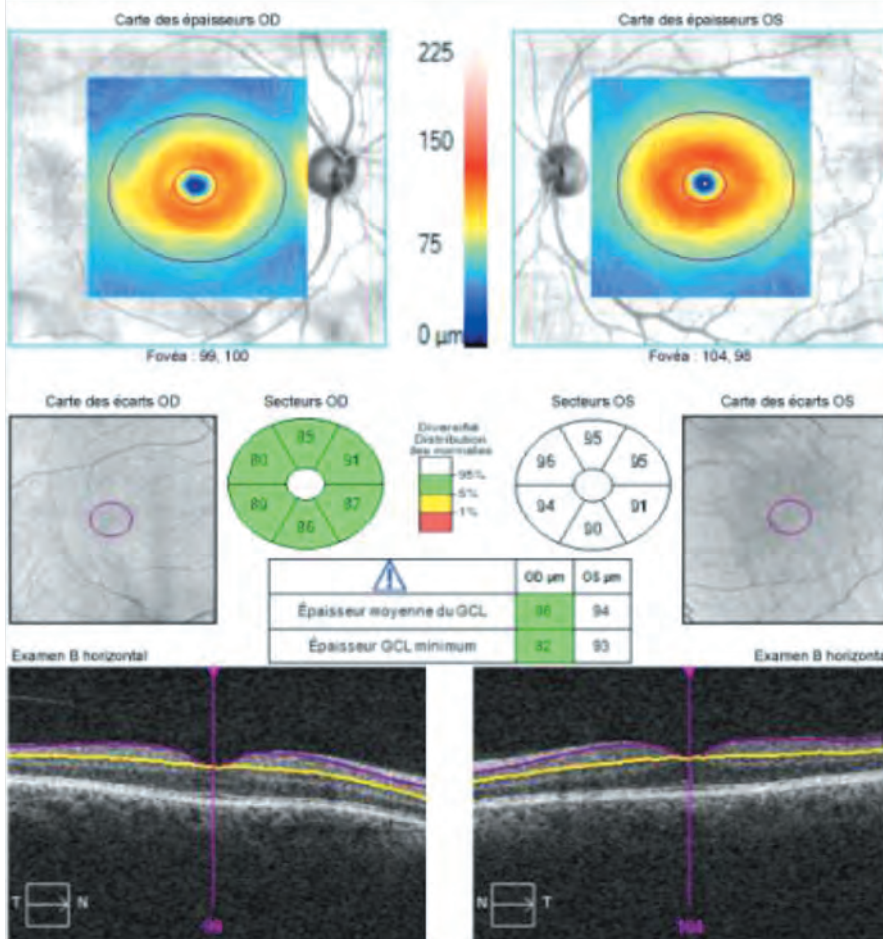 Carte des épaisseurs OD
Carte des épaisseurs OS
225
150
75
0 µm
Fovéa : 99, 100
Fovéa : 104, 98
Carte des écarts OD
Secteurs OD
Diversifié
Distribution
des normales
Secteurs OS
Carte des écarts OS
85
80
91
89
87
86
95%
5%
1%
95
96
95
94
91
90
OD µm
OS µm
Épaisseur moyenne du GCL
94
Épaisseur GCL minimum
82
93
Examen B horizontal
Examen B horizonta
T
N
N
T